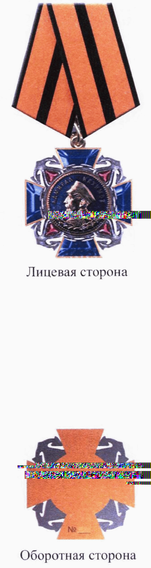 Лицевая сторона
№
Оборотная сторона